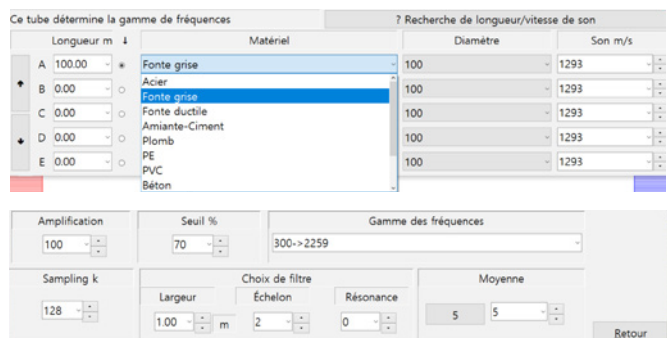 Ce tube détermine la gamme de fréquences ? Recherche de longueur/vitesse de son
Longueur m Matériel Diamètre Son m/s
A 100.00 Fonte grise 100 1293
Acier
B 0.00 Fonte grise 100 1293
C 0.00 Fonte ductile 100 1293
Amiante-Ciment
D 0.00 Plomb 100 1293
PE
E 0.00 PVC 100 1293
Béton
Amplification Seuil % Gamme des fréquences
100 70 300->2259
Sampling k Choix de filtre Moyenne
Largeur Échelon Résonance
128 1.00 m 2 0 5 5
Retour